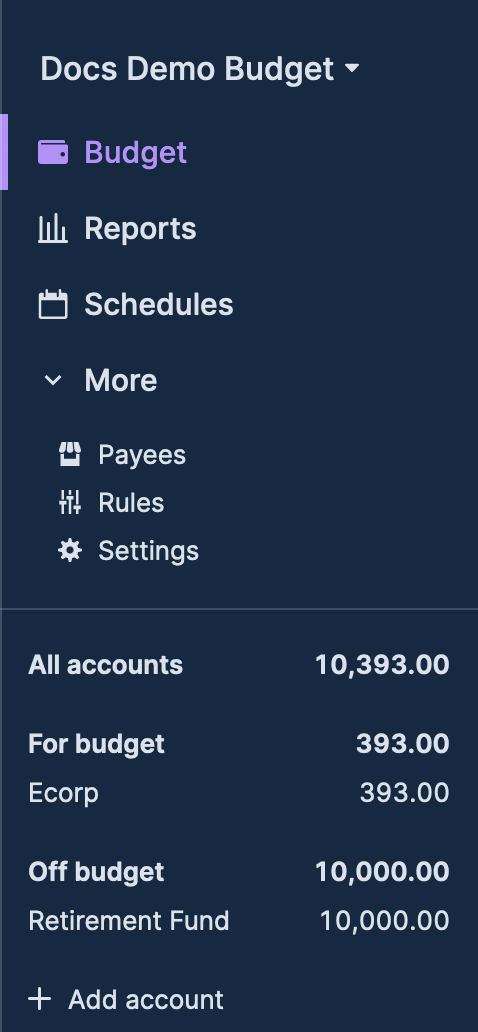 Docs Demo Budget
Budget
Reports
Schedules
More
Payees
Rules
Settings
All accounts 10,393.00
For budget 393.00
Ecorp 393.00
Off budget 10,000.00
Retirement Fund 10,000.00
+ Add account